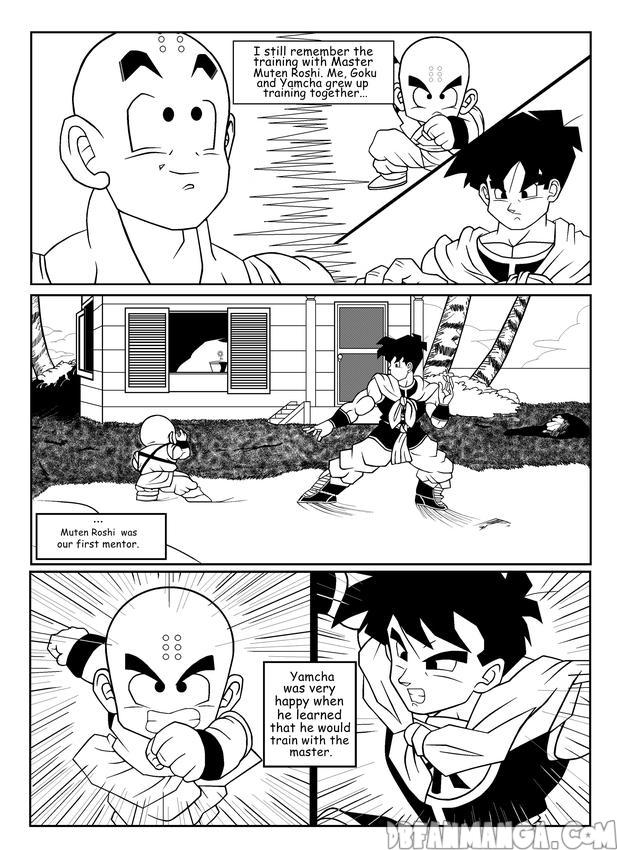 I still remember the
training with Master
Muten Roshi. Me, Goku
and Yamcha grew up
training together...
...
Muten Roshi was
our first mentor.
Yamcha
was very
happy when
he learned
that he would
train with the
master.
DBFANMANGA.COM